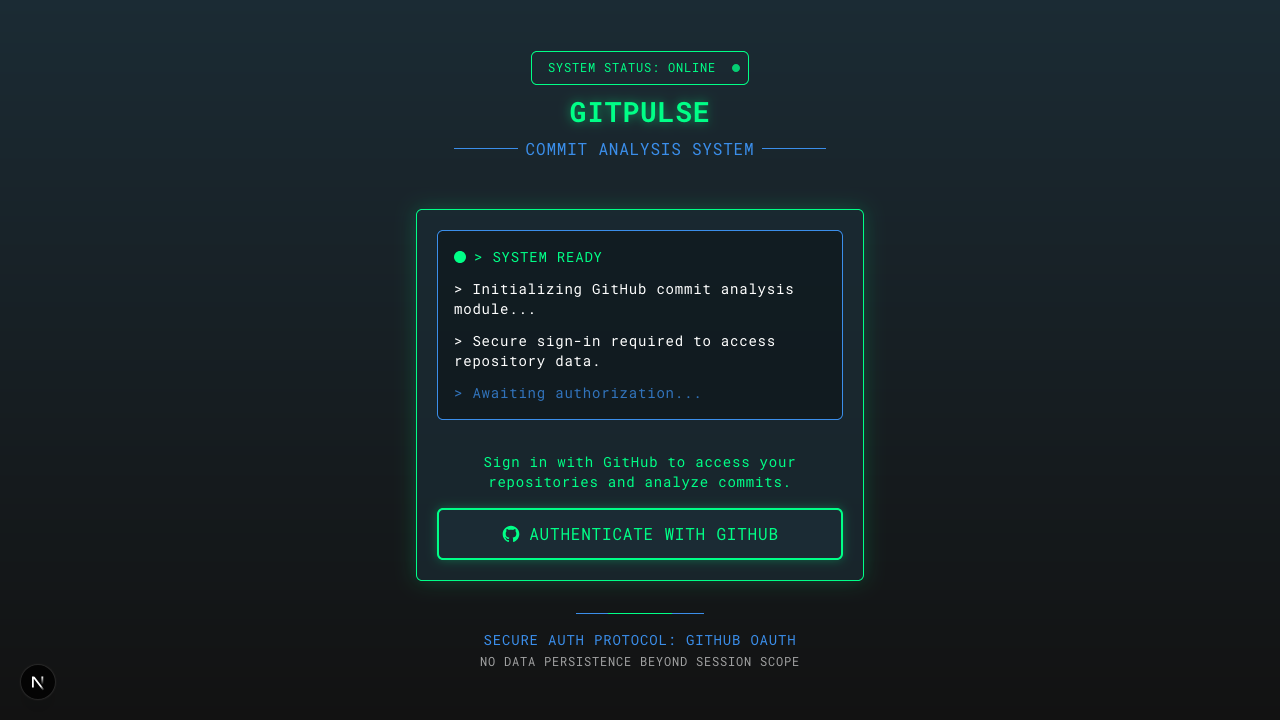 SYSTEM STATUS: ONLINE
GITPULSE
COMMIT ANALYSIS SYSTEM
> SYSTEM READY
> Initializing GitHub commit analysis
module...
> Secure sign-in required to access
repository data.
> Awaiting authorization...
Sign in with GitHub to access your
repositories and analyze commits.
AUTHENTICATE WITH GITHUB
SECURE AUTH PROTOCOL: GITHUB OAUTH
NO DATA PERSISTENCE BEYOND SESSION SCOPE
N